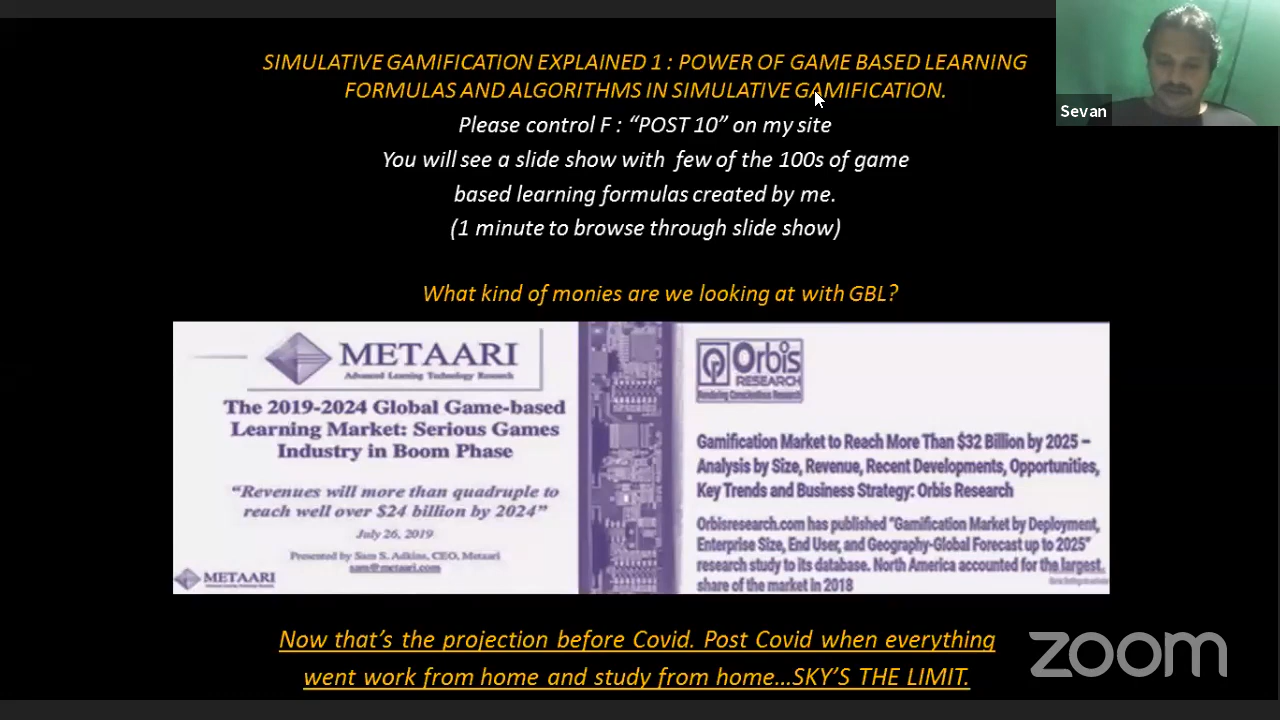 SIMULATIVE GAMIFICATION EXPLAINED 1 : POWER OF GAME BASED LEARNING
FORMULAS AND ALGORITHMS IN SIMULATIVE GAMIFICATION.
Please control F : “POST 10” on my site
You will see a slide show with few of the 100s of game
based learning formulas created by me.
(1 minute to browse through slide show)
Sevan
What kind of monies are we looking at with GBL?
METAARI
Advanced Learning Technology Research
The 2019-2024 Global Game-based
Learning Market: Serious Games
Industry in Boom Phase
“Revenues will more than quadruple to
reach well over $24 billion by 2024”
July 26, 2019
Presented by Sam S. Adkins, CEO, Metaari
sam@metaari.com
METAARI
Orbis
RESEARCH
Gamification Market to Reach More Than $32 Billion by 2025 –
Analysis by Size, Revenue, Recent Developments, Opportunities,
Key Trends and Business Strategy: Orbis Research
Orbisresearch.com has published “Gamification Market by Deployment,
Enterprise Size, End User, and Geography-Global Forecast up to 2025”
research study to its database. North America accounted for the largest
share of the market in 2018
Now that’s the projection before Covid. Post Covid when everything
went work from home and study from home...SKY’S THE LIMIT.
zoom